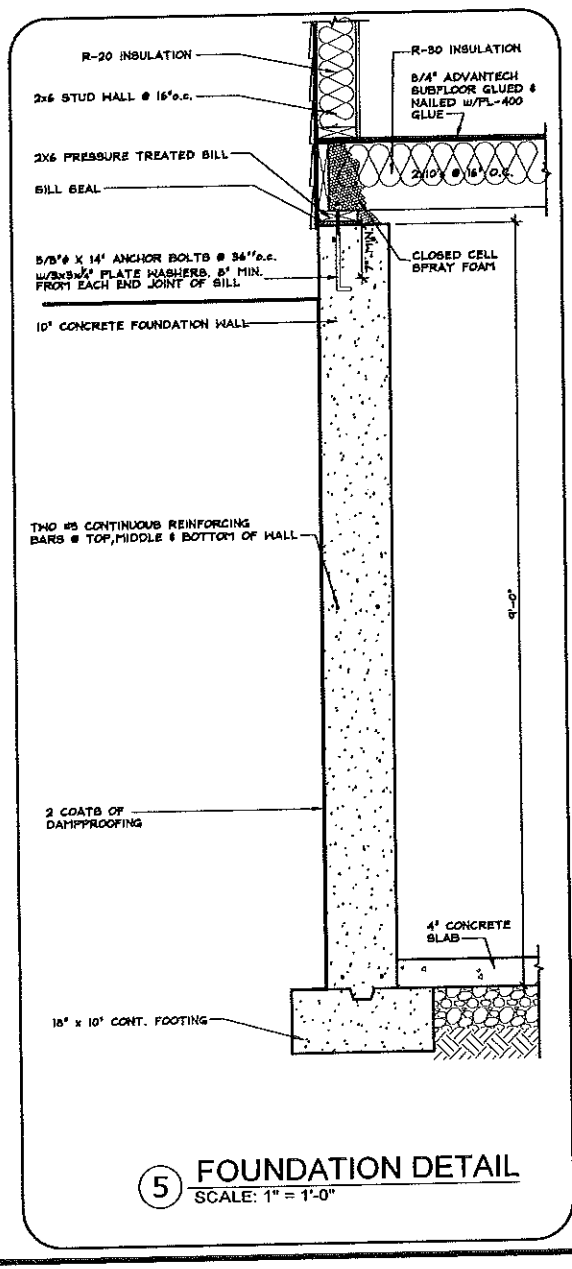 R-20 INSULATION
2x6 STUD WALL @ 16"o.c.
2X6 PRESSURE TREATED SILL
SILL SEAL
5/8"ø X 14" ANCHOR BOLTS @ 36"o.c.
w/3x3x1/4" PLATE WASHERS, 8" MIN.
FROM EACH END JOINT OF SILL
10" CONCRETE FOUNDATION WALL
TWO #5 CONTINUOUS REINFORCING
BARS @ TOP, MIDDLE & BOTTOM OF WALL
2 COATS OF
DAMPPROOFING
18" x 10" CONT. FOOTING
R-30 INSULATION
3/4" ADVANTECH
SUBFLOOR GLUED &
NAILED w/PL-400
GLUE
2x10's @ 16" O.C.
CLOSED CELL
SPRAY FOAM
7" MIN.
9'-0"
4" CONCRETE
SLAB
5
FOUNDATION DETAIL
SCALE: 1" = 1'-0"